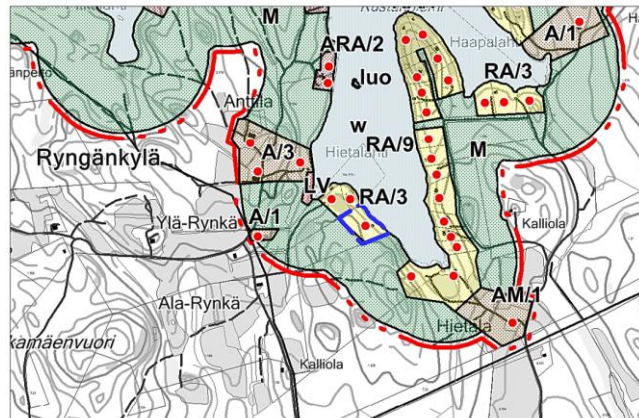 M
ARA/2
luo
Haapalahti
A/1
RA/3
Anttila
w
RA/9
Ryngänkylä
A/3
Hietalahti
M
LV
RA/3
Ylä-Rynkä
A/1
Kalliola
Ala-Rynkä
AM/1
Hietala
kamäenvuori
Kalliola